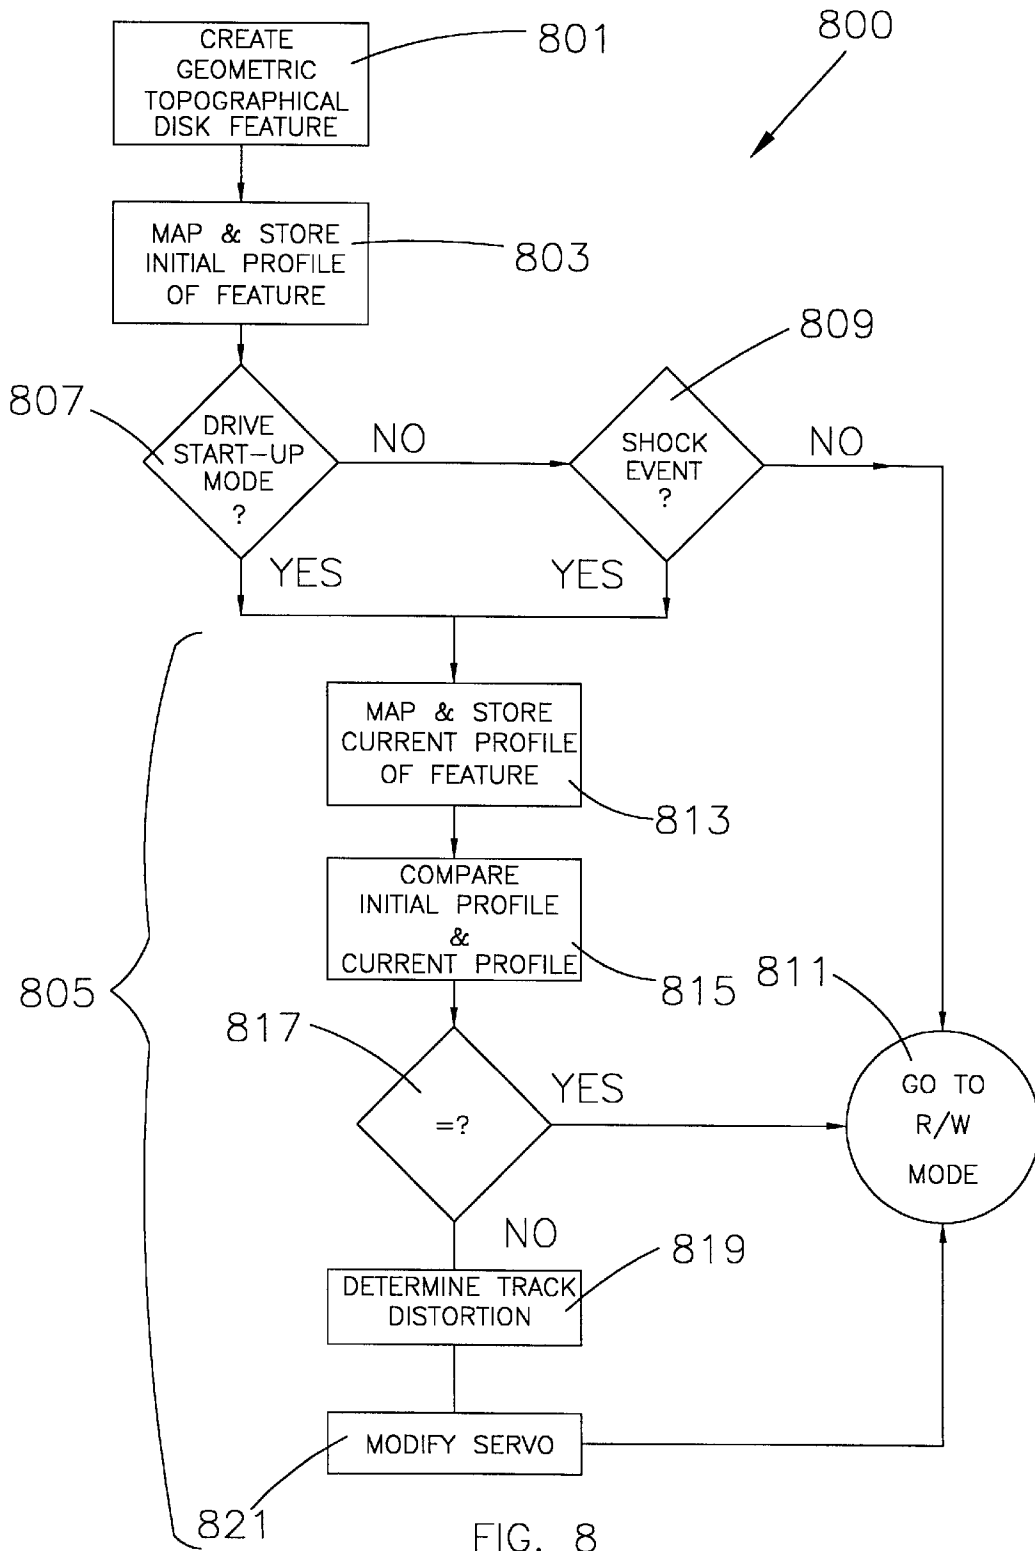 CREATE
GEOMETRIC
TOPOGRAPHICAL
DISK FEATURE
801
800
MAP & STORE
INITIAL PROFILE
OF FEATURE
803
809
807
DRIVE
START-UP
MODE
?
NO
SHOCK
EVENT
?
NO
YES
YES
MAP & STORE
CURRENT PROFILE
OF FEATURE
813
COMPARE
INITIAL PROFILE
&
CURRENT PROFILE
815
811
805
817
=?
YES
GO TO
R/W
MODE
NO
819
DETERMINE TRACK
DISTORTION
MODIFY SERVO
821
FIG. 8